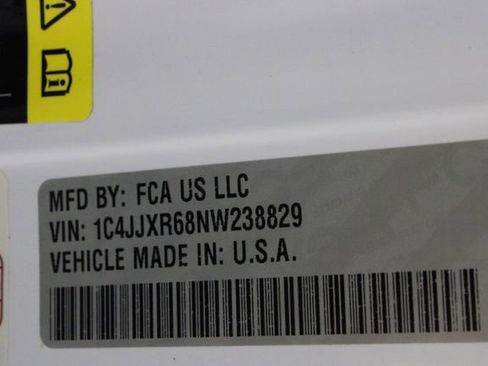 MFD BY: FCA US LLC
VIN: 1C4JJXR68NW238829
VEHICLE MADE IN: U.S.A.